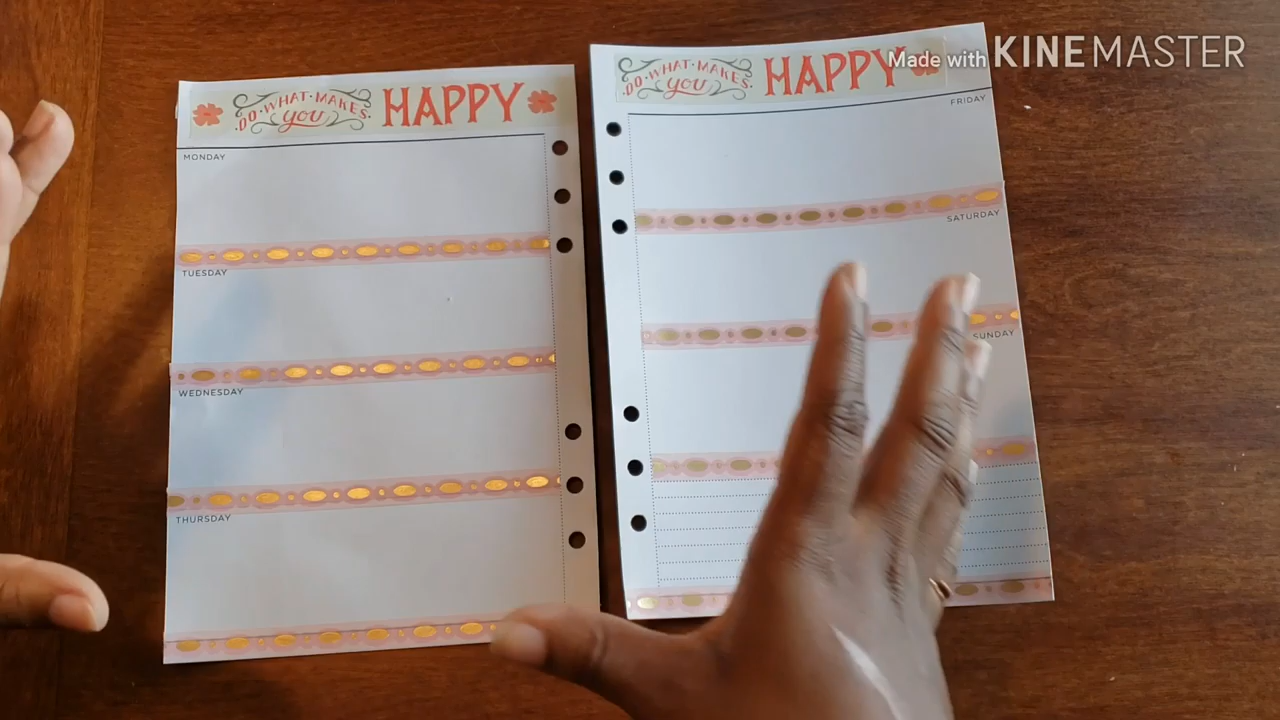 DO·WHAT·MAKES·
you
HAPPY
MONDAY
TUESDAY
WEDNESDAY
THURSDAY
DO·WHAT·MAKES
you
HAPPY
FRIDAY
SATURDAY
SUNDAY
Made with KINEMASTER